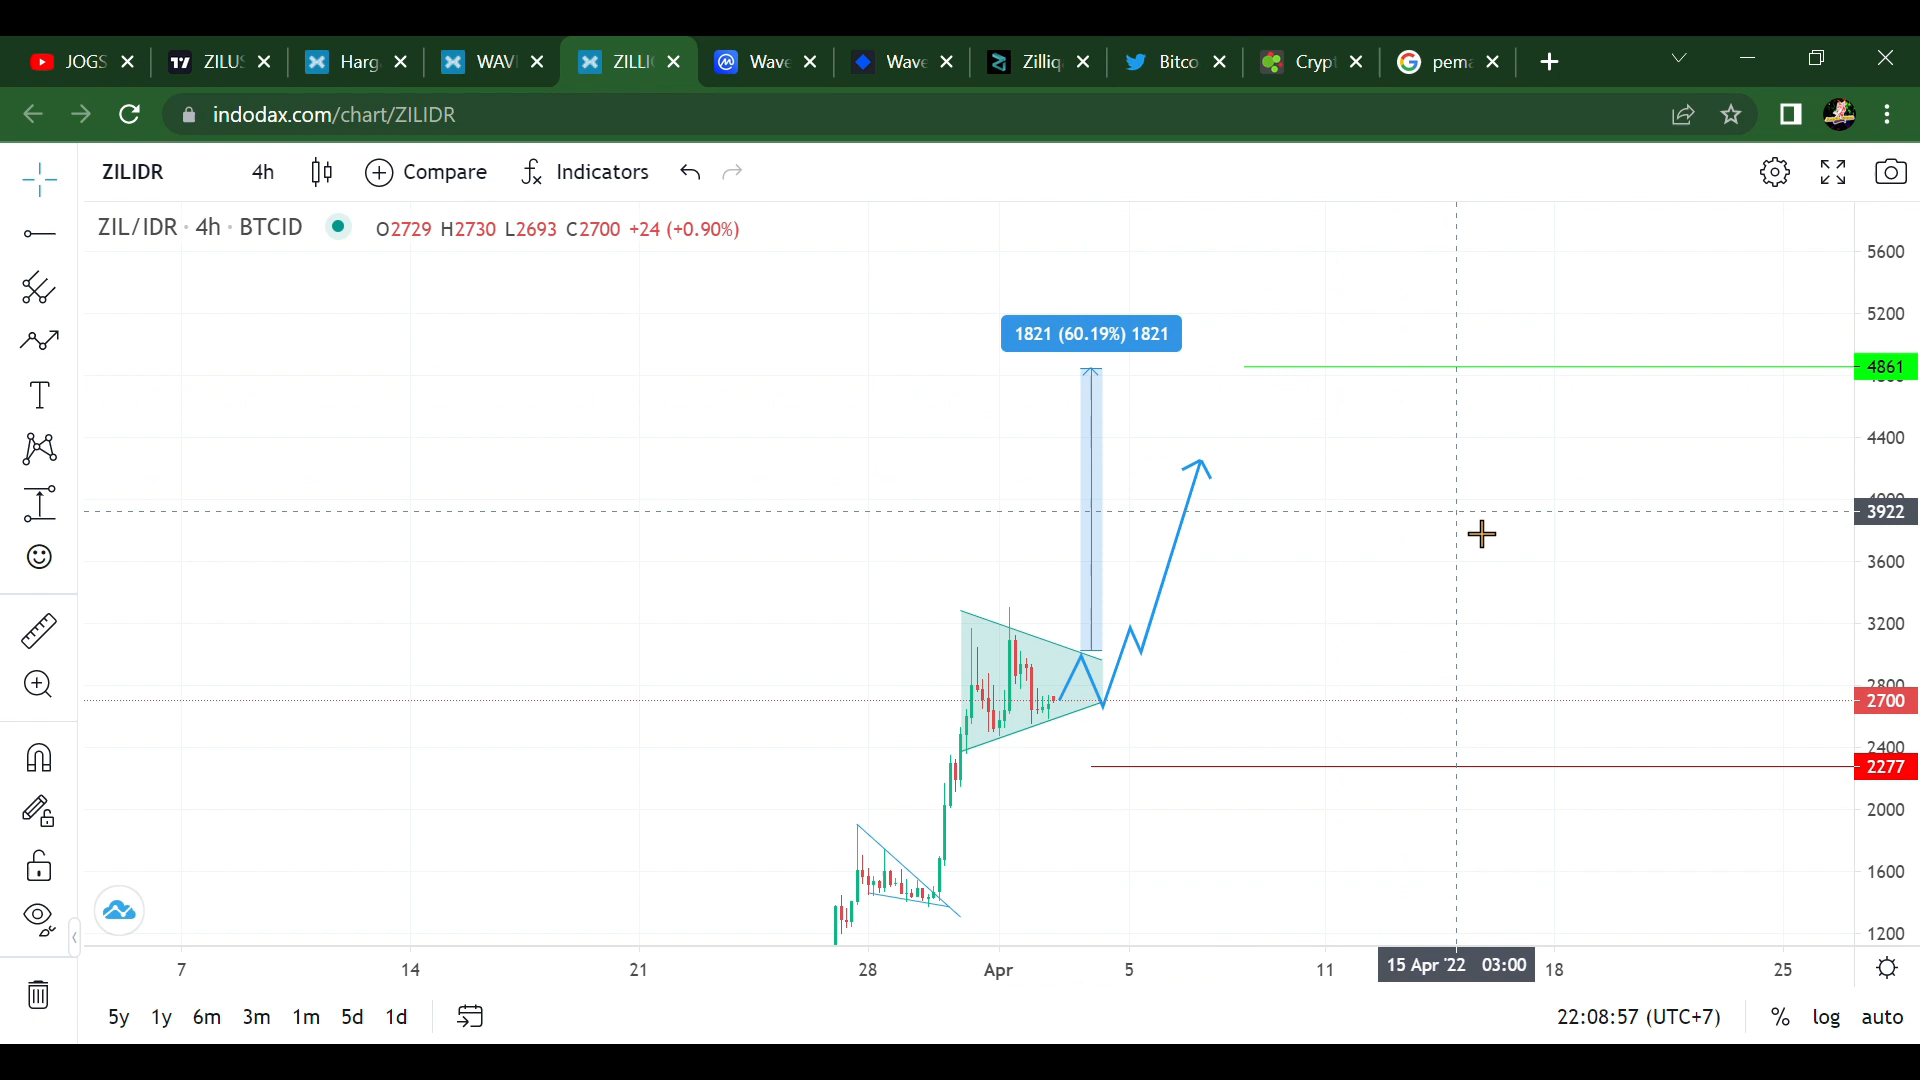 JOGS ZILUS Harg WAVI ZILLI Wave Wave Zilliq Bitco Crypt pema
indodax.com/chart/ZILIDR
ZILIDR 4h Compare Indicators
ZIL/IDR · 4h · BTCID O2729 H2730 L2693 C2700 +24 (+0.90%)
5600
5200
1821 (60.19%) 1821
4861
4400
3922
3600
3200
2800
2700
2400
2277
2000
1600
1200
7 14 21 28 Apr 5 11 15 Apr '22 03:00 18 25
5y 1y 6m 3m 1m 5d 1d 22:08:57 (UTC+7) % log auto